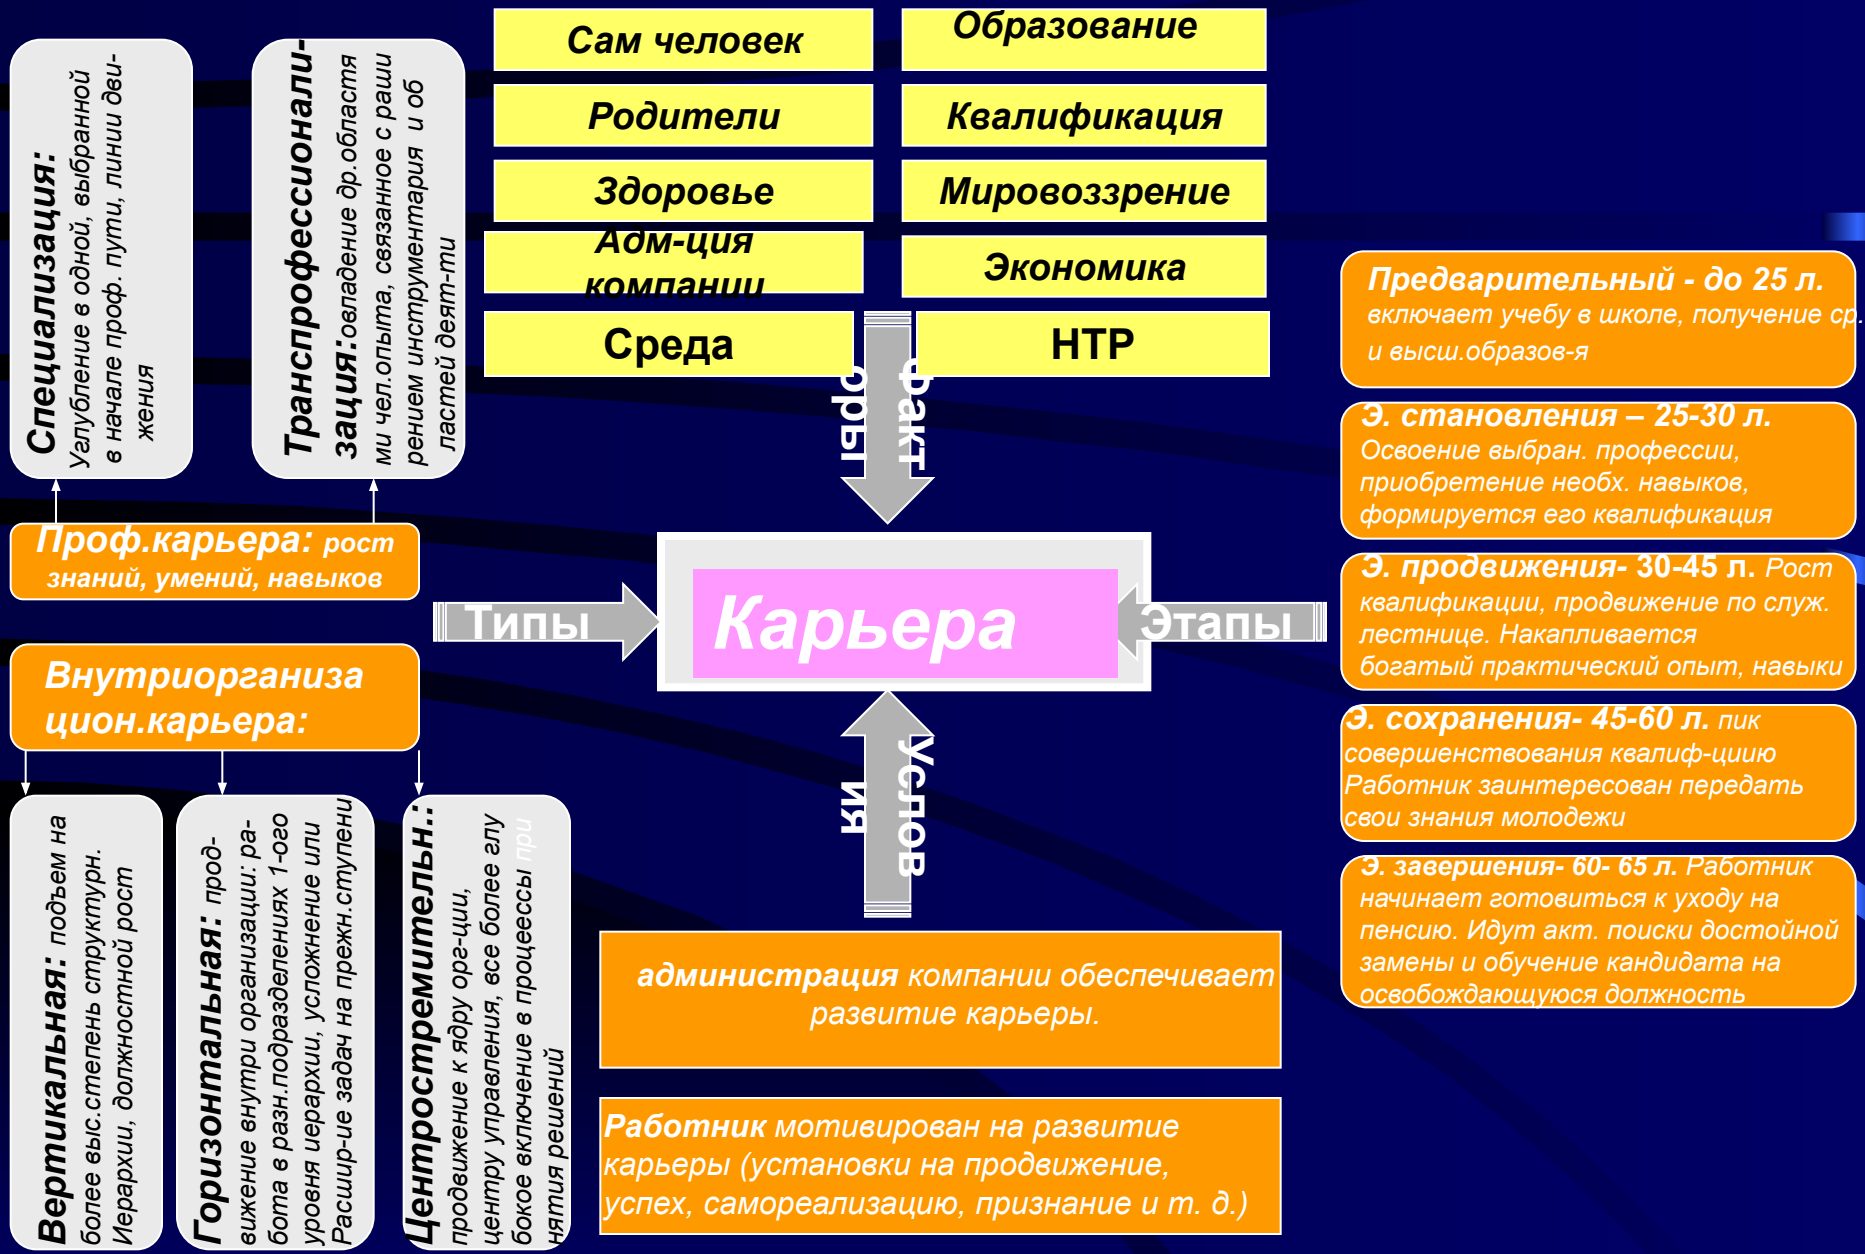 Специализация:
Углубление в одной, выбранной
в начале проф. пути, линии дви-
жения
Транспрофессионали-
зация:овладение др.областя
ми чел.опыта, связанное с раши
рением инструментария и об
ластей деят-ти
Сам человек
Образование
Родители
Квалификация
Здоровье
Мировоззрение
Адм-ция
компании
Экономика
Среда
НТР
Факт
оры
Проф.карьера: рост
знаний, умений, навыков
Типы
Карьера
Этапы
Внутриорганиза
цион.карьера:
Вертикальная: подъем на
более выс.степень структурн.
Иерархии, должностной рост
Горизонтальная: прод-
вижение внутри организации: ра-
бота в разн.подразделениях 1-ого
уровня иерархии, усложнение или
Расшир-ие задач на прежн.ступени
Центростремительн.:
продвижение к ядру орг-ции,
центру управления, все более глу
бокое включение в процеессы при
нятия решений
Услов
ия
администрация компании обеспечивает
развитие карьеры.
Работник мотивирован на развитие
карьеры (установки на продвижение,
успех, самореализацию, признание и т. д.)
Предварительный - до 25 л.
включает учебу в школе, получение ср.
и высш.образов-я
Э. становления – 25-30 л.
Освоение выбран. профессии,
приобретение необх. навыков,
формируется его квалификация
Э. продвижения- 30-45 л. Рост
квалификации, продвижение по служ.
лестнице. Накапливается
богатый практический опыт, навыки
Э. сохранения- 45-60 л. пик
совершенствования квалиф-циию
Работник заинтересован передать
свои знания молодежи
Э. завершения- 60- 65 л. Работник
начинает готовиться к уходу на
пенсию. Идут акт. поиски достойной
замены и обучение кандидата на
освобождающуюся должность